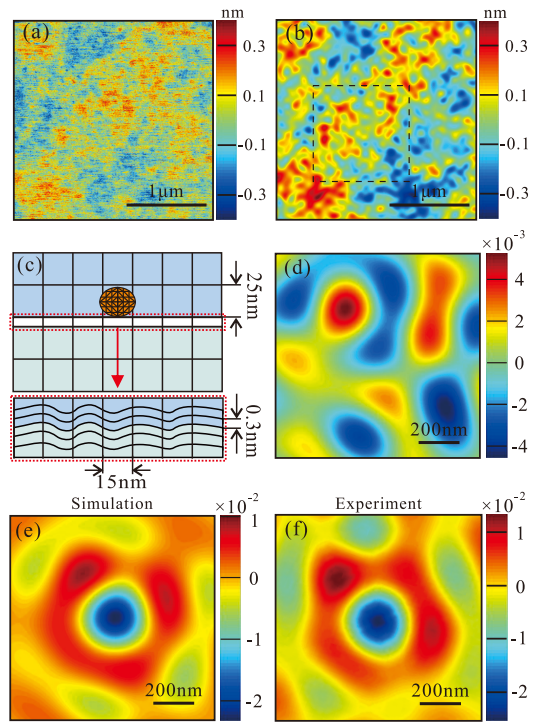 nm
nm
(a)
0.3
0.1
-0.1
-0.3
1μm
(b)
0.3
0.1
-0.1
-0.3
1μm
(c)
25nm
0.3nm
15nm
(d)
×10⁻³
4
2
0
-2
-4
200nm
Simulation
Experiment
(e)
×10⁻²
1
0
-1
-2
200nm
(f)
×10⁻²
1
0
-1
-2
200nm